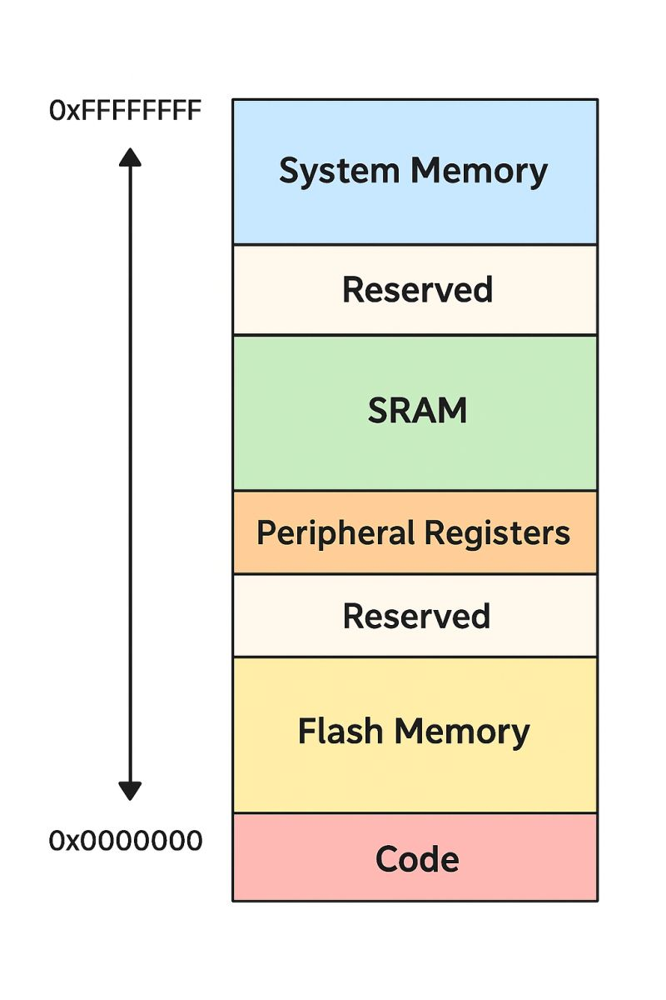 0xFFFFFFFF
System Memory
Reserved
SRAM
Peripheral Registers
Reserved
Flash Memory
0x0000000
Code